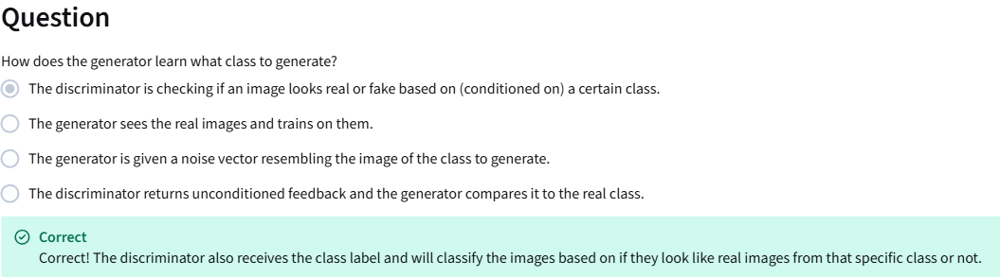 Question
How does the generator learn what class to generate?
The discriminator is checking if an image looks real or fake based on (conditioned on) a certain class.
The generator sees the real images and trains on them.
The generator is given a noise vector resembling the image of the class to generate.
The discriminator returns unconditioned feedback and the generator compares it to the real class.
Correct
Correct! The discriminator also receives the class label and will classify the images based on if they look like real images from that specific class or not.